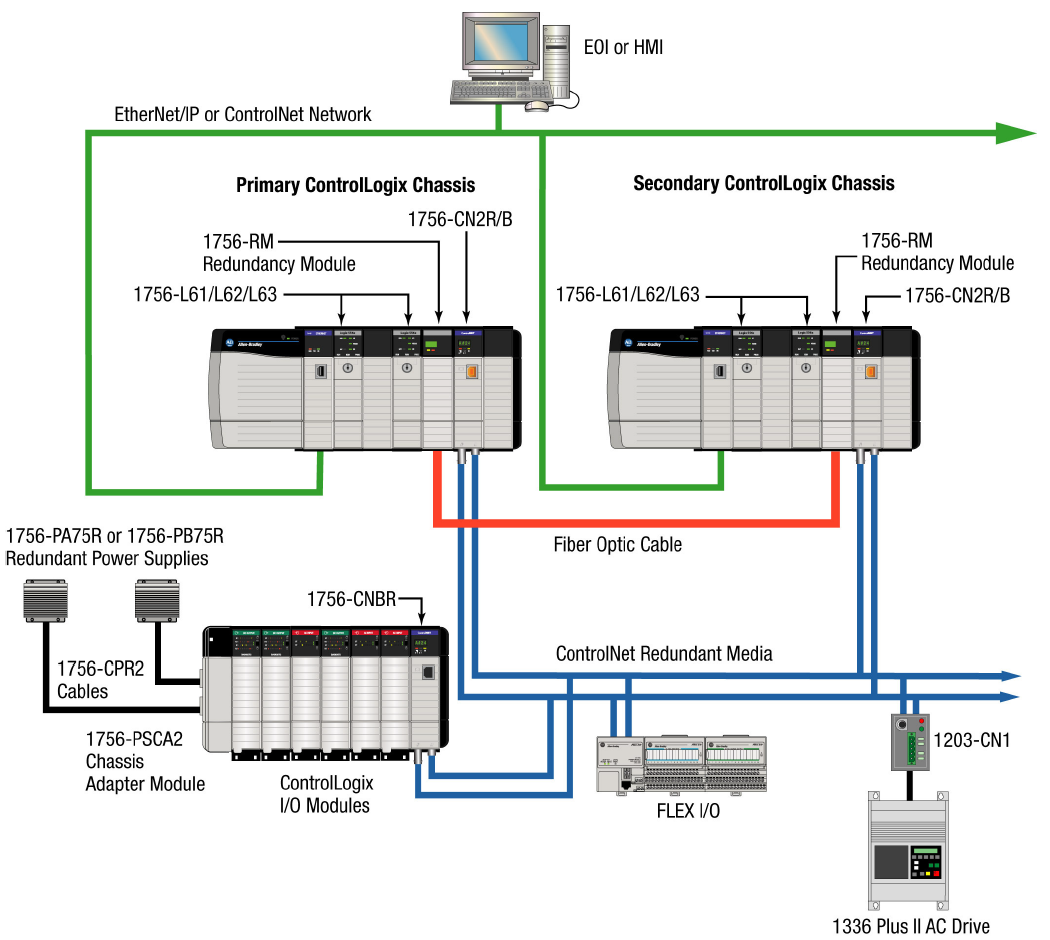 EOI or HMI
EtherNet/IP or ControlNet Network
Primary ControlLogix Chassis
Secondary ControlLogix Chassis
1756-CN2R/B
1756-RM
Redundancy Module
1756-L61/L62/L63
1756-RM
Redundancy Module
1756-L61/L62/L63
1756-CN2R/B
Allen-Bradley
Allen-Bradley
Fiber Optic Cable
1756-PA75R or 1756-PB75R
Redundant Power Supplies
1756-CNBR
1756-CPR2
Cables
ControlNet Redundant Media
1756-PSCA2
Chassis
Adapter Module
ControlLogix
I/O Modules
FLEX I/O
1203-CN1
1336 Plus II AC Drive